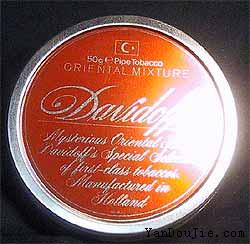 50g e Pipe Tobacco
ORIENTAL MIXTURE
Davidoff
Mysterious Oriental
Davidoff's Special
of first-class tobaccos.
Manufactured in
Holland
YanDouJie.com